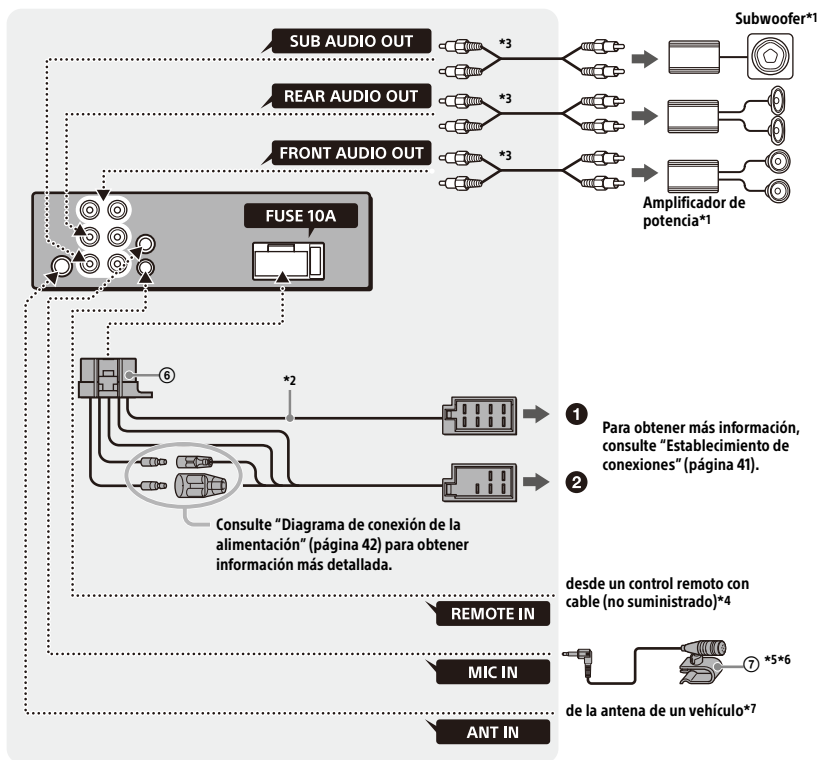 Subwoofer*1
SUB AUDIO OUT
*3
REAR AUDIO OUT
*3
FRONT AUDIO OUT
*3
Amplificador de
potencia*1
FUSE 10A
⑥
*2
❶
Para obtener más información,
consulte "Establecimiento de
conexiones" (página 41).
❷
Consulte "Diagrama de conexión de la
alimentación" (página 42) para obtener
información más detallada.
desde un control remoto con
cable (no suministrado)*4
REMOTE IN
⑦ *5*6
MIC IN
de la antena de un vehículo*7
ANT IN